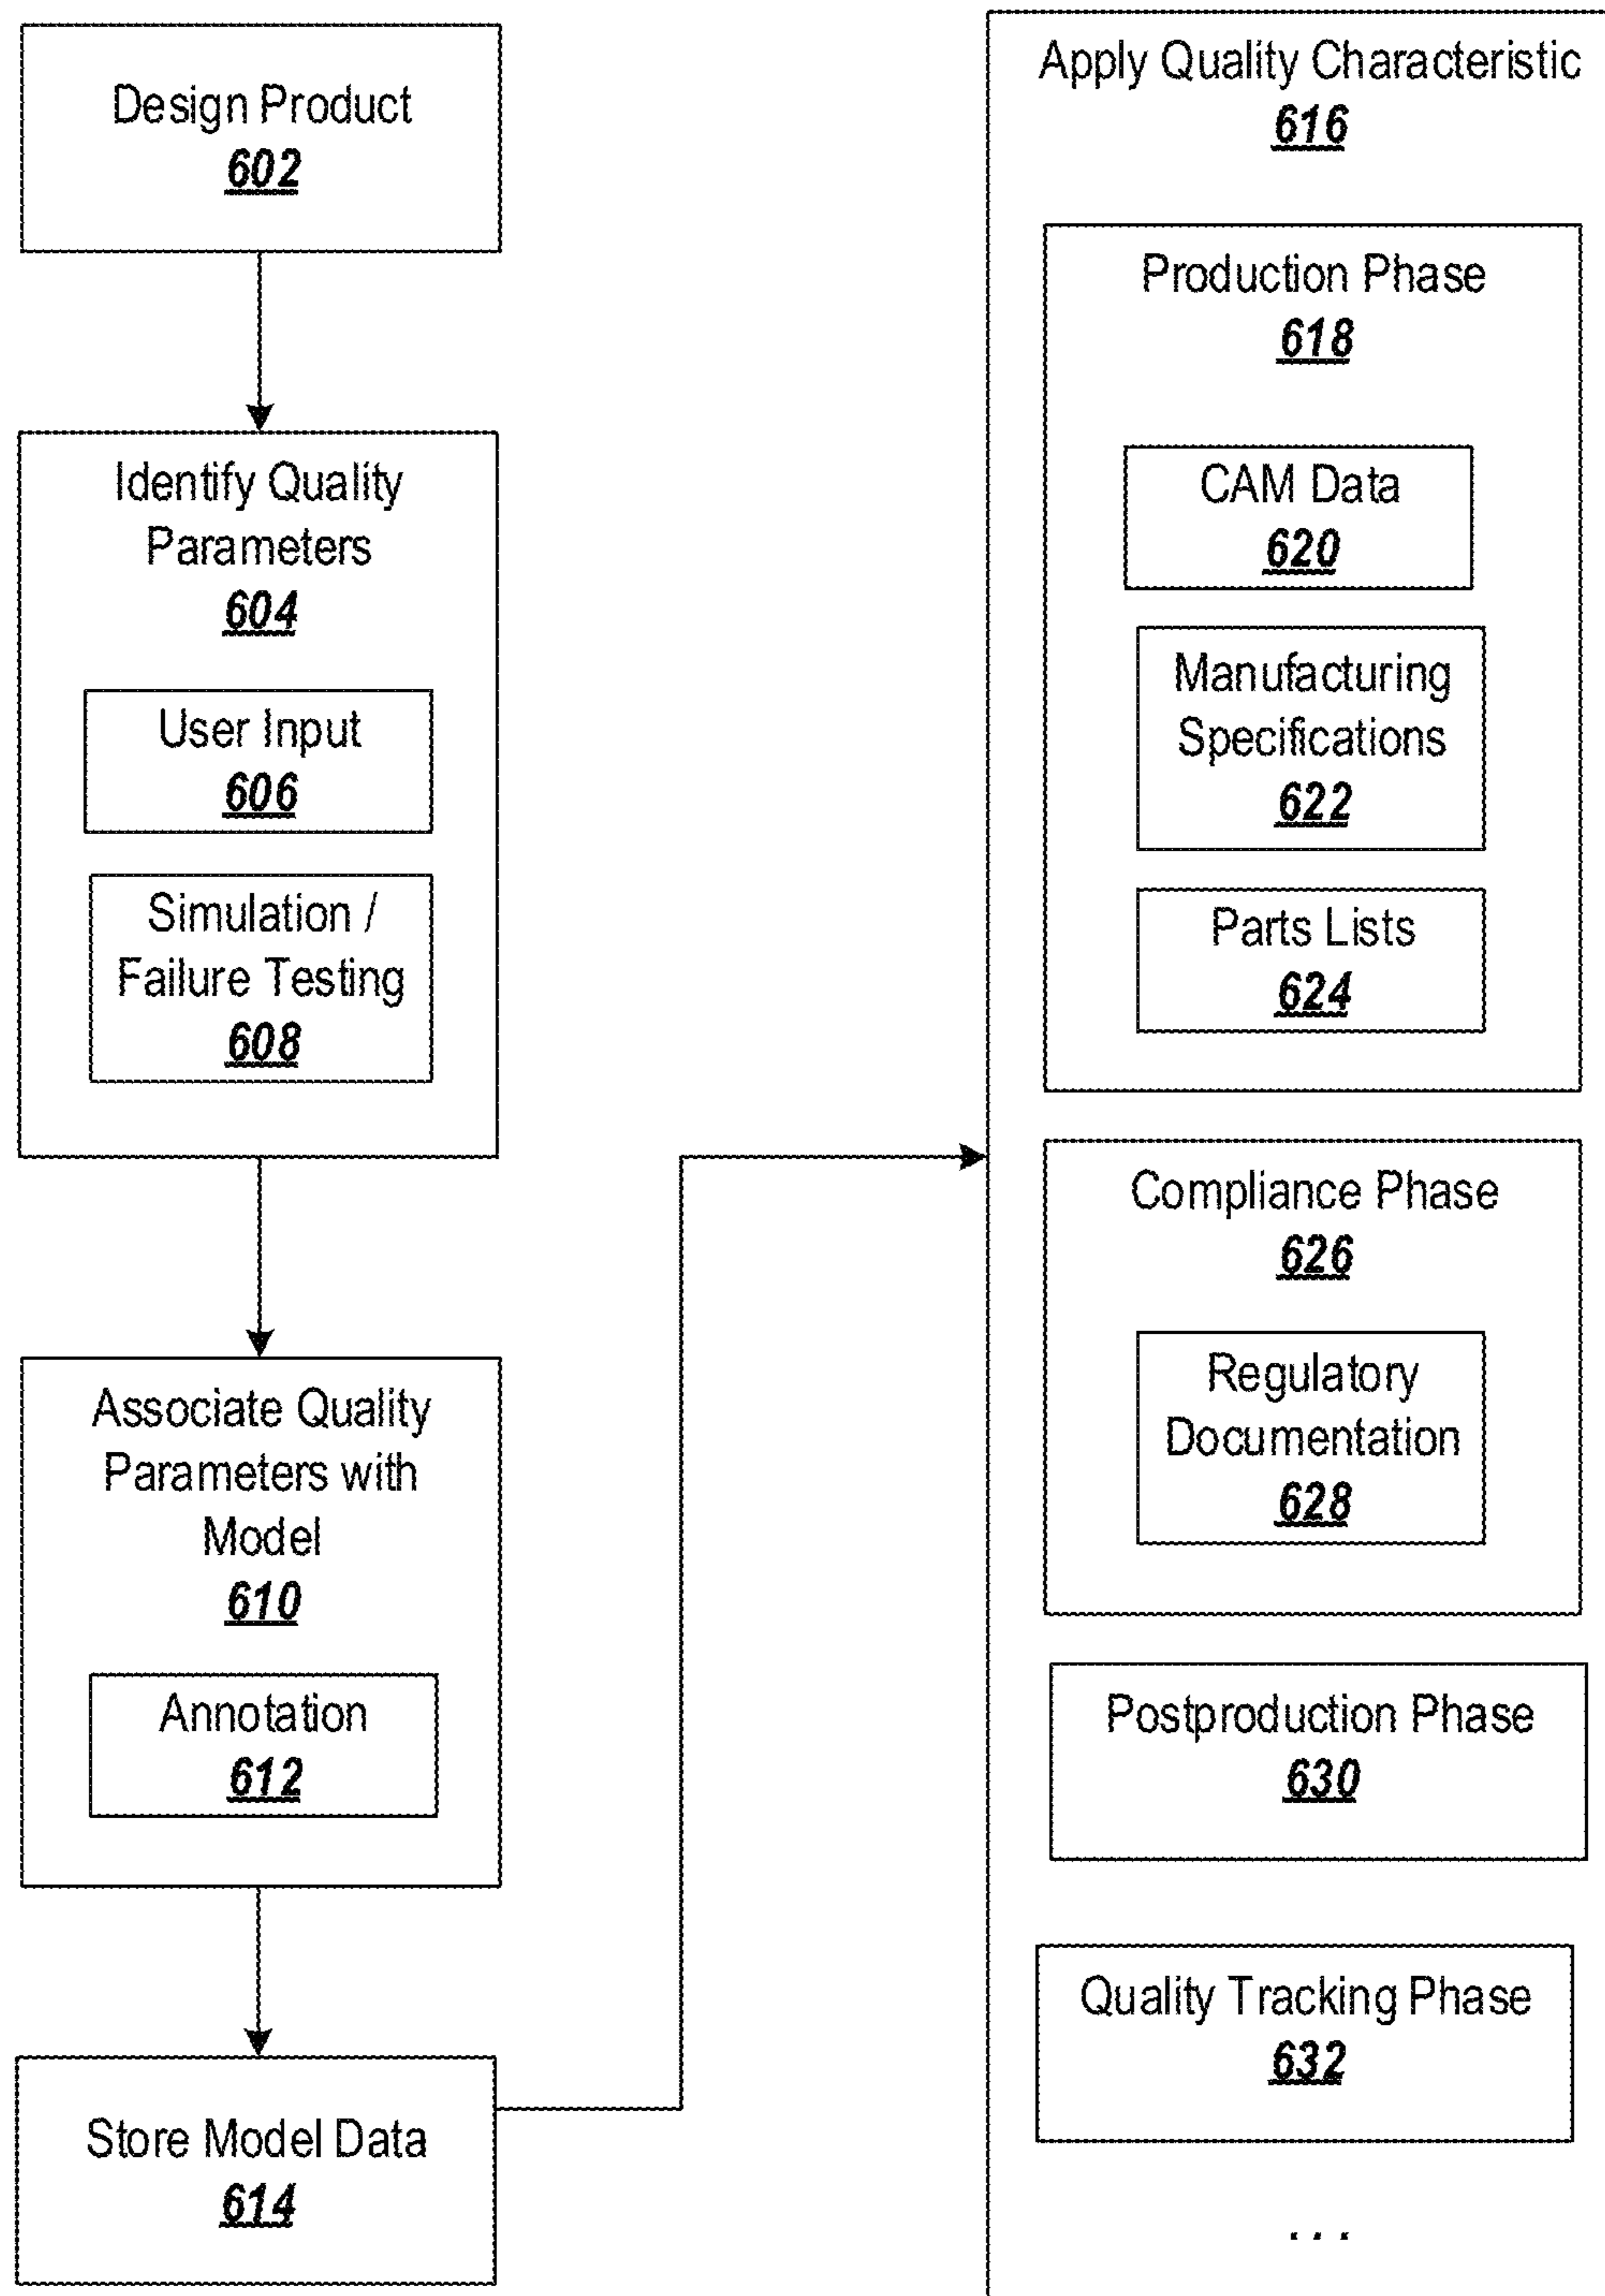 Design Product
602
Identify Quality
Parameters
604
User Input
606
Simulation /
Failure Testing
608
Associate Quality
Parameters with
Model
610
Annotation
612
Store Model Data
614
Apply Quality Characteristic
616
Production Phase
618
CAM Data
620
Manufacturing
Specifications
622
Parts Lists
624
Compliance Phase
626
Regulatory
Documentation
628
Postproduction Phase
630
Quality Tracking Phase
632
...